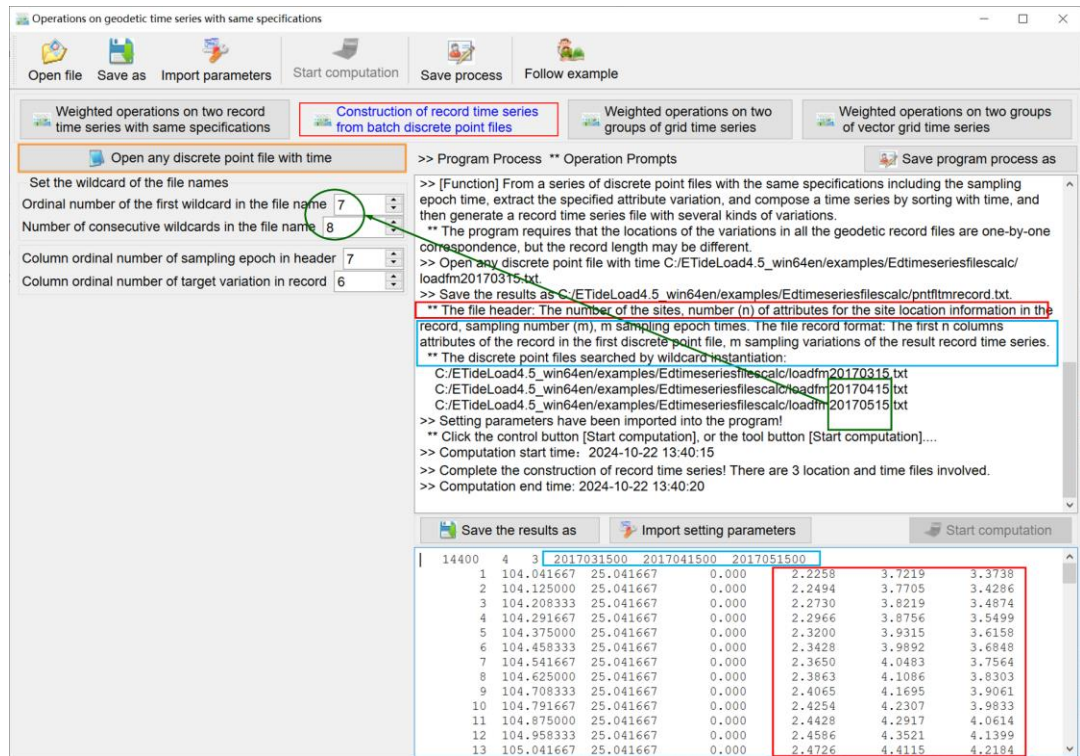 Operations on geodetic time series with same specifications
Open file Save as Import parameters Start computation Save process Follow example
Weighted operations on two record
time series with same specifications
Construction of record time series
from batch discrete point files
Weighted operations on two
groups of grid time series
Weighted operations on two groups
of vector grid time series
Open any discrete point file with time
Set the wildcard of the file names
Ordinal number of the first wildcard in the file name 7
Number of consecutive wildcards in the file name 8
Column ordinal number of sampling epoch in header 7
Column ordinal number of target variation in record 6
>> Program Process ** Operation Prompts
Save program process as
>> [Function] From a series of discrete point files with the same specifications including the sampling
epoch time, extract the specified attribute variation, and compose a time series by sorting with time, and
then generate a record time series file with several kinds of variations.
** The program requires that the locations of the variations in all the geodetic record files are one-by-one
correspondence, but the record length may be different.
>> Open any discrete point file with time C:/ETideLoad4.5_win64en/examples/Edtimeseriesfilescalc/
loadfm20170315.txt.
>> Save the results as C:/ETideLoad4.5_win64en/examples/Edtimeseriesfilescalc/pntfltmrecord.txt.
** The file header: The number of the sites, number (n) of attributes for the site location information in the
record, sampling number (m), m sampling epoch times. The file record format: The first n columns
attributes of the record in the first discrete point file, m sampling variations of the result record time series.
** The discrete point files searched by wildcard instantiation:
C:/ETideLoad4.5_win64en/examples/Edtimeseriesfilescalc/loadfm20170315.txt
C:/ETideLoad4.5_win64en/examples/Edtimeseriesfilescalc/loadfm20170415.txt
C:/ETideLoad4.5_win64en/examples/Edtimeseriesfilescalc/loadfm20170515.txt
>> Setting parameters have been imported into the program!
** Click the control button [Start computation], or the tool button [Start computation]....
>> Computation start time: 2024-10-22 13:40:15
>> Complete the construction of record time series! There are 3 location and time files involved.
>> Computation end time: 2024-10-22 13:40:20
Save the results as Import setting parameters Start computation
14400 4 3 2017031500 2017041500 2017051500
1 104.041667 25.041667 0.000 2.2258 3.7219 3.3738
2 104.125000 25.041667 0.000 2.2494 3.7705 3.4286
3 104.208333 25.041667 0.000 2.2730 3.8219 3.4874
4 104.291667 25.041667 0.000 2.2966 3.8756 3.5499
5 104.375000 25.041667 0.000 2.3200 3.9315 3.6158
6 104.458333 25.041667 0.000 2.3428 3.9892 3.6848
7 104.541667 25.041667 0.000 2.3650 4.0483 3.7564
8 104.625000 25.041667 0.000 2.3863 4.1086 3.8303
9 104.708333 25.041667 0.000 2.4065 4.1695 3.9061
10 104.791667 25.041667 0.000 2.4254 4.2307 3.9833
11 104.875000 25.041667 0.000 2.4428 4.2917 4.0614
12 104.958333 25.041667 0.000 2.4586 4.3521 4.1399
13 105.041667 25.041667 0.000 2.4726 4.4115 4.2184